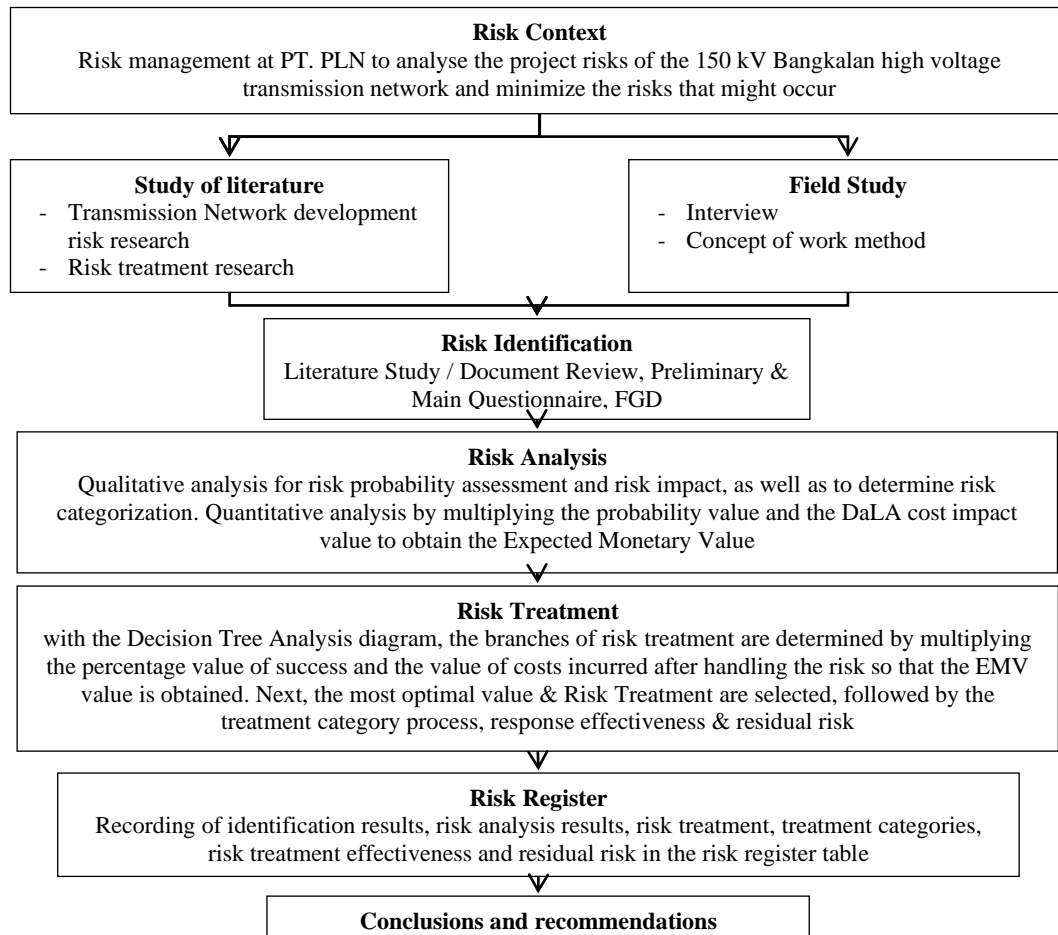 Risk Context
Risk management at PT. PLN to analyse the project risks of the 150 kV Bangkalan high voltage
transmission network and minimize the risks that might occur
Study of literature
- Transmission Network development
risk research
- Risk treatment research
Field Study
- Interview
- Concept of work method
Risk Identification
Literature Study / Document Review, Preliminary &
Main Questionnaire, FGD
Risk Analysis
Qualitative analysis for risk probability assessment and risk impact, as well as to determine risk
categorization. Quantitative analysis by multiplying the probability value and the DaLA cost impact
value to obtain the Expected Monetary Value
Risk Treatment
with the Decision Tree Analysis diagram, the branches of risk treatment are determined by multiplying
the percentage value of success and the value of costs incurred after handling the risk so that the EMV
value is obtained. Next, the most optimal value & Risk Treatment are selected, followed by the
treatment category process, response effectiveness & residual risk
Risk Register
Recording of identification results, risk analysis results, risk treatment, treatment categories,
risk treatment effectiveness and residual risk in the risk register table
Conclusions and recommendations